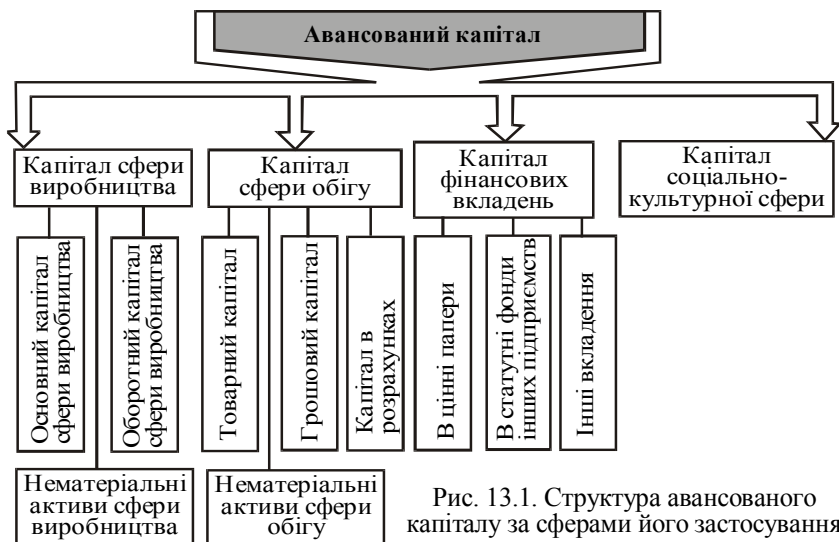 Авансований капітал
Капітал сфери
виробництва
Капітал
сфери обігу
Капітал
фінансових
вкладень
Капітал
соціально-
культурної сфери
Основний капітал
сфери виробництва
Оборотний капітал
сфери виробництва
Товарний капітал
Грошовий капітал
Капітал в
розрахунках
В цінні папери
В статутні фонди
інших підприємств
Інші вкладення
Нематеріальні
активи сфери
виробництва
Нематеріальні
активи сфери
обігу
Рис. 13.1. Структура авансованого
капіталу за сферами його застосування